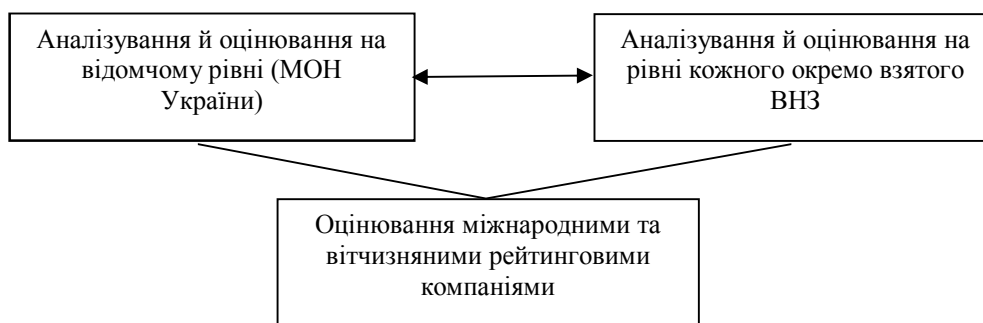 Аналізування й оцінювання на
відомчому рівні (МОН
України)
Аналізування й оцінювання на
рівні кожного окремо взятого
ВНЗ
Оцінювання міжнародними та
вітчизняними рейтинговими
компаніями